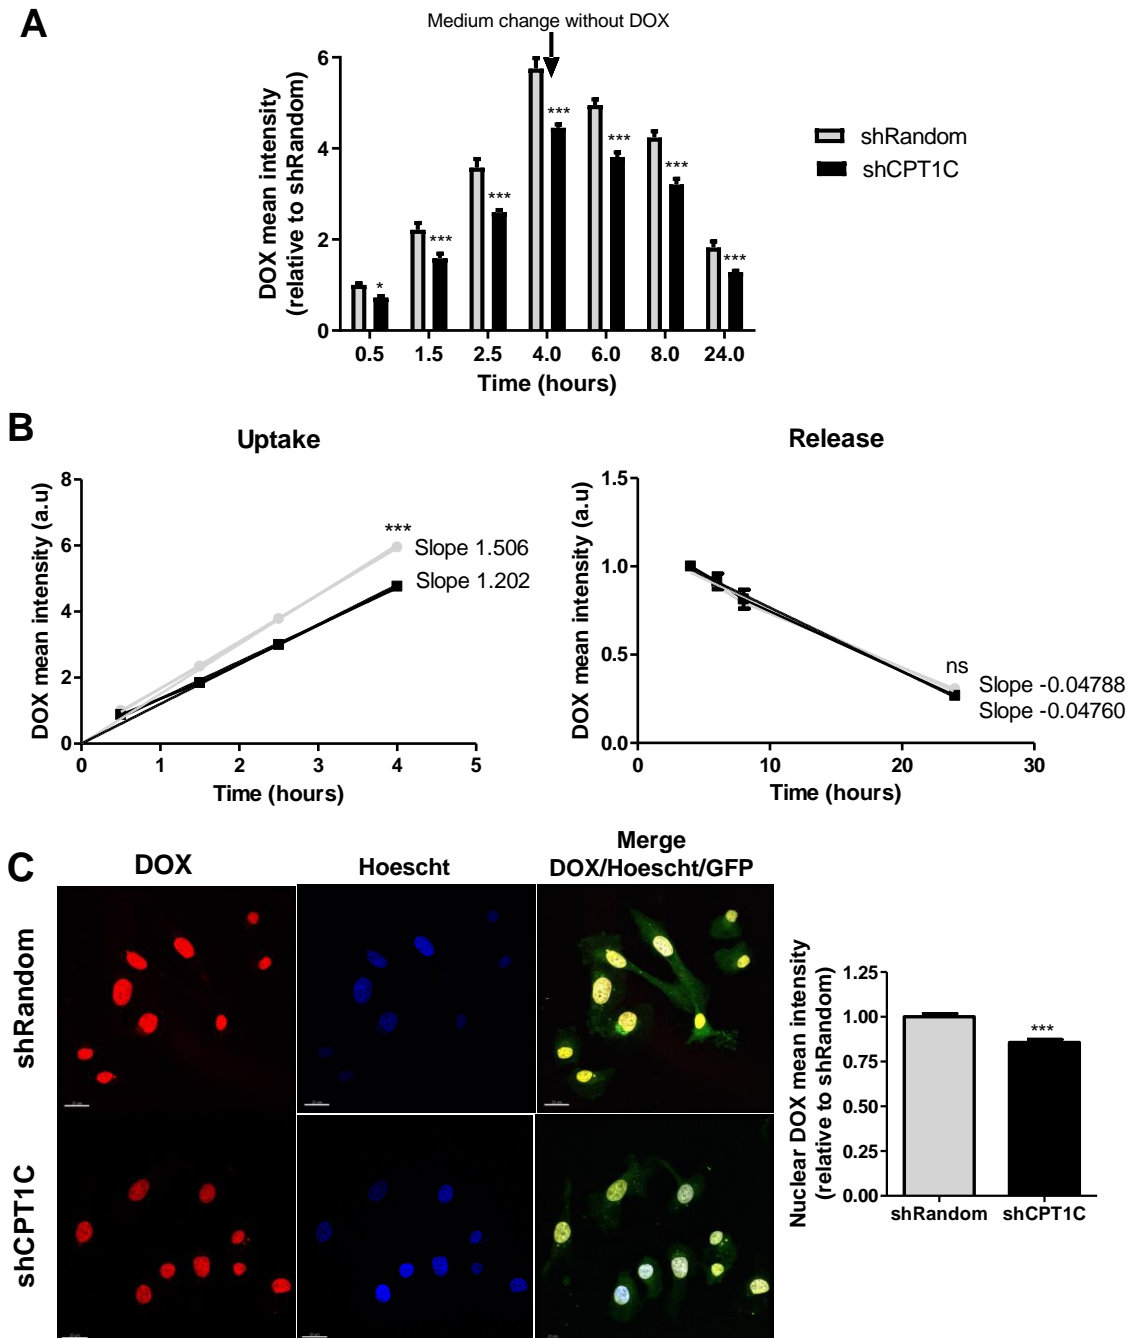 A
Medium change without DOX
DOX mean intensity
(relative to shRandom)
6
4
2
0
***
***
***
***
***
***
*
0.5 1.5 2.5 4.0 6.0 8.0 24.0
Time (hours)
shRandom
shCPT1C
B
Uptake
DOX mean intensity (a.u)
8
6
4
2
0
***
Slope 1.506
Slope 1.202
0 1 2 3 4 5
Time (hours)
Release
DOX mean intensity (a.u)
1.5
1.0
0.5
0.0
ns
Slope -0.04788
Slope -0.04760
0 10 20 30
Time (hours)
C
DOX
Hoescht
Merge
DOX/Hoescht/GFP
shRandom
shCPT1C
Nuclear DOX mean intensity
(relative to shRandom)
1.25
1.00
0.75
0.50
0.25
0.00
***
shRandom shCPT1C